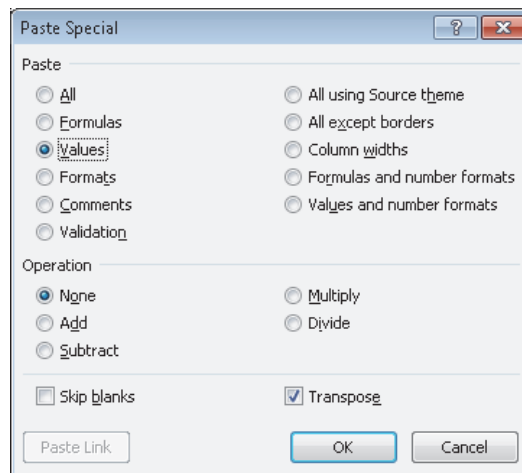 Paste Special
Paste
All
All using Source theme
Formulas
All except borders
Values
Column widths
Formats
Formulas and number formats
Comments
Values and number formats
Validation
Operation
None
Multiply
Add
Divide
Subtract
Skip blanks
Transpose
Paste Link
OK
Cancel